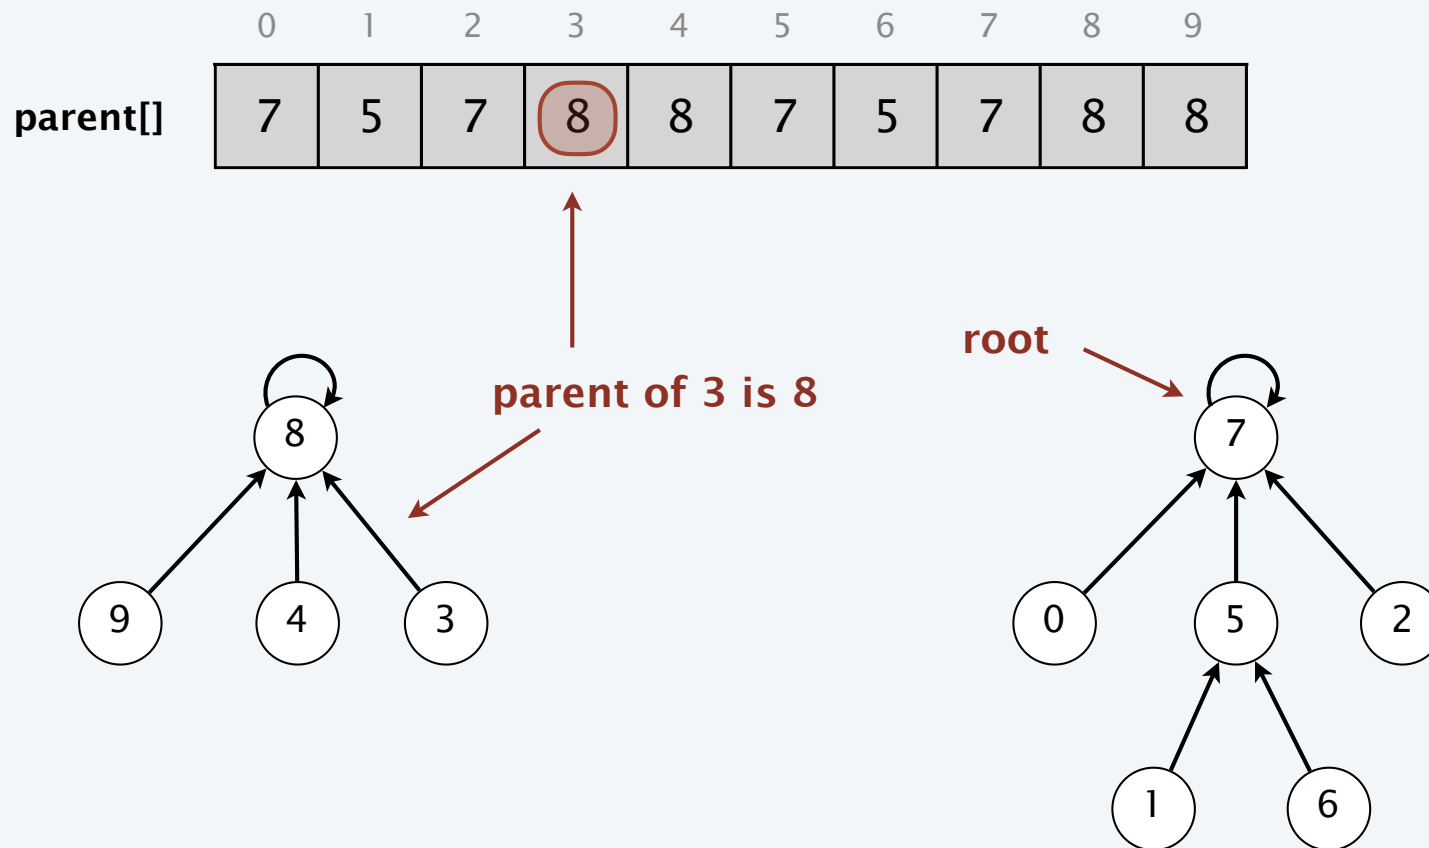 0 1 2 3 4 5 6 7 8 9
parent[] 7 5 7 8 8 7 5 7 8 8
root
parent of 3 is 8
8 7
9 4 3 0 5 2
1 6